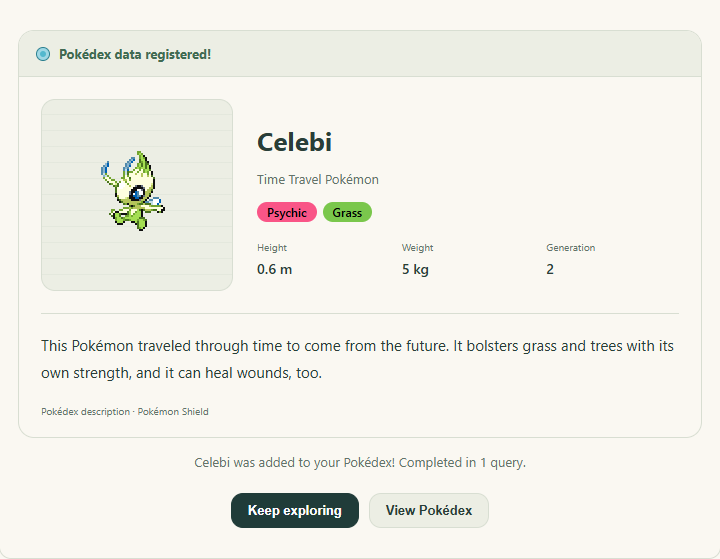 Pokédex data registered!
Celebi
Time Travel Pokémon
Psychic Grass
Height Weight Generation
0.6 m 5 kg 2
This Pokémon traveled through time to come from the future. It bolsters grass and trees with its
own strength, and it can heal wounds, too.
Pokédex description · Pokémon Shield
Celebi was added to your Pokédex! Completed in 1 query.
Keep exploring View Pokédex